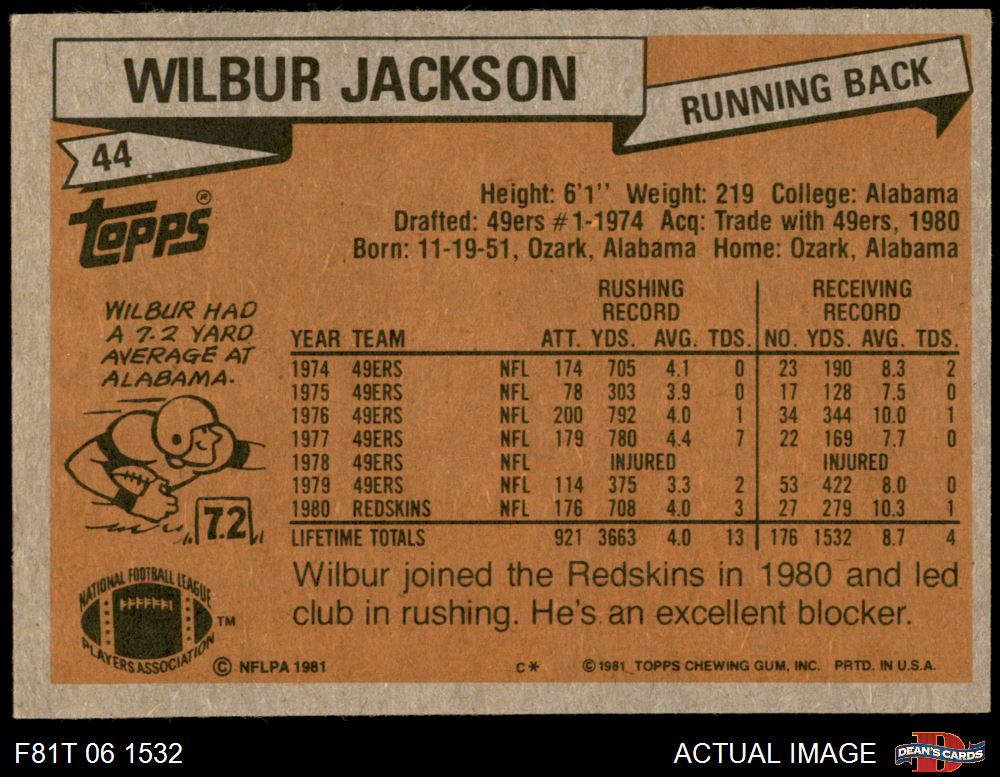 WILBUR JACKSON
RUNNING BACK
44
TOPPS®
Height: 6'1'' Weight: 219 College: Alabama
Drafted: 49ers #1-1974 Acq: Trade with 49ers, 1980
Born: 11-19-51, Ozark, Alabama Home: Ozark, Alabama
WILBUR HAD
A 7.2 YARD
AVERAGE AT
ALABAMA.
7.2
RUSHING RECEIVING
RECORD RECORD
YEAR TEAM ATT. YDS. AVG. TDS. NO. YDS. AVG. TDS.
1974 49ERS NFL 174 705 4.1 0 23 190 8.3 2
1975 49ERS NFL 78 303 3.9 0 17 128 7.5 0
1976 49ERS NFL 200 792 4.0 1 34 344 10.0 1
1977 49ERS NFL 179 780 4.4 7 22 169 7.7 0
1978 49ERS NFL INJURED INJURED
1979 49ERS NFL 114 375 3.3 2 53 422 8.0 0
1980 REDSKINS NFL 176 708 4.0 3 27 279 10.3 1
LIFETIME TOTALS 921 3663 4.0 13 176 1532 8.7 4
Wilbur joined the Redskins in 1980 and led
club in rushing. He's an excellent blocker.
NATIONAL FOOTBALL LEAGUE
PLAYERS ASSOCIATION
TM
© NFLPA 1981 C* ©1981 TOPPS CHEWING GUM, INC. PRTD. IN U.S.A.
F81T 06 1532 ACTUAL IMAGE D DEAN'S CARDS